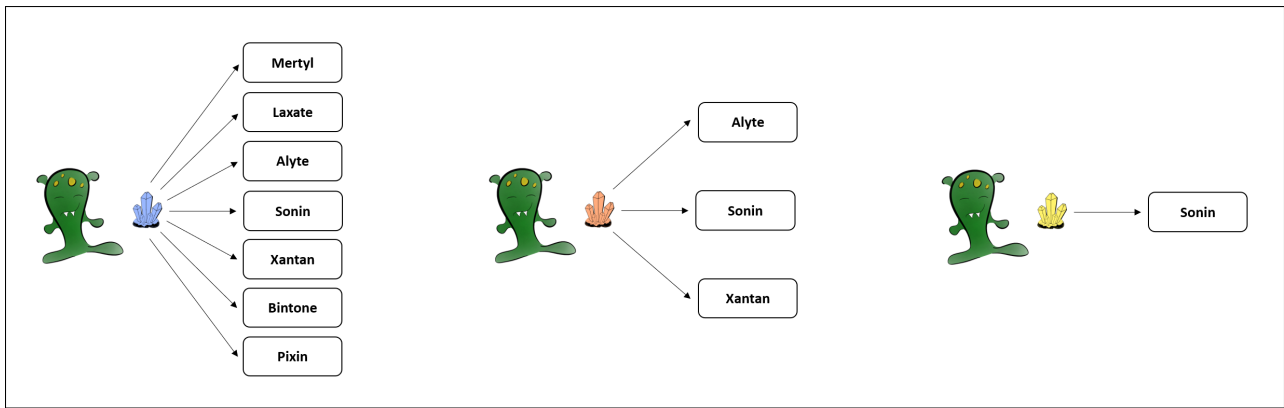 Mertyl
Laxate
Alyte
Sonin
Xantan
Bintone
Pixin
Alyte
Sonin
Xantan
Sonin